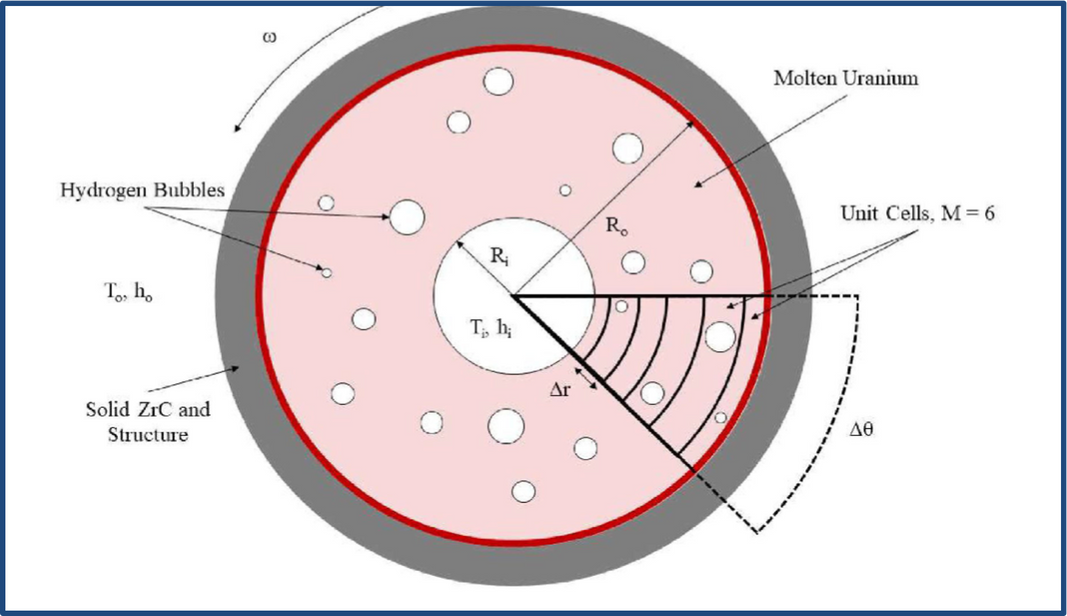 ω
Molten Uranium
Hydrogen Bubbles
Unit Cells, M = 6
Rₒ
Rᵢ
Tₒ, hₒ
Tᵢ, hᵢ
Δr
Solid ZrC and
Structure
Δθ